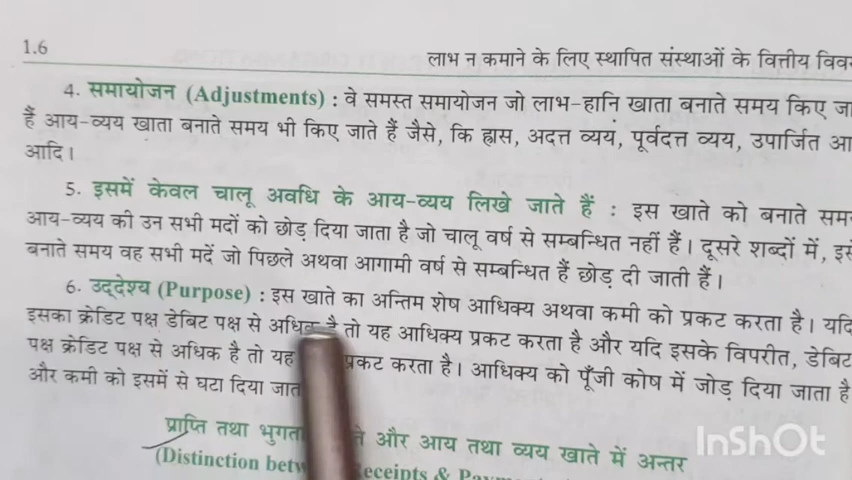 1.6
लाभ न कमाने के लिए स्थापित संस्थाओं के वित्तीय
4. समायोजन (Adjustments) : वे समस्त समायोजन जो लाभ-हानि खाता बनाते समय किए
हैं आय-व्यय खाता बनाते समय भी किए जाते हैं जैसे, कि ह्रास, अदत्त व्यय, पूर्वदत्त व्यय, उपार्जित
आदि।
5. इसमें केवल चालू अवधि के आय-व्यय लिखे जाते हैं : इस खाते को बनाते
आय-व्यय की उन सभी मदों को छोड़ दिया जाता है जो चालू वर्ष से सम्बन्धित नहीं हैं। दूसरे शब्दों में,
बनाते समय वह सभी मदें जो पिछले अथवा आगामी वर्ष से सम्बन्धित हैं छोड़ दी जाती हैं।
6. उद्देश्य (Purpose) : इस खाते का अन्तिम शेष आधिक्य अथवा कमी को प्रकट करता है। यदि
इसका क्रेडिट पक्ष डेबिट पक्ष से अधिक है तो यह आधिक्य प्रकट करता है और यदि इसके विपरीत, डेबिट
पक्ष क्रेडिट पक्ष से अधिक है तो यह प्रकट करता है। आधिक्य को पूँजी कोष में जोड़ दिया जाता है
और कमी को इसमें से घटा दिया
प्राप्ति तथा और आय तथा व्यय खाते में अन्तर
(Distinction Receipts &
InShOt